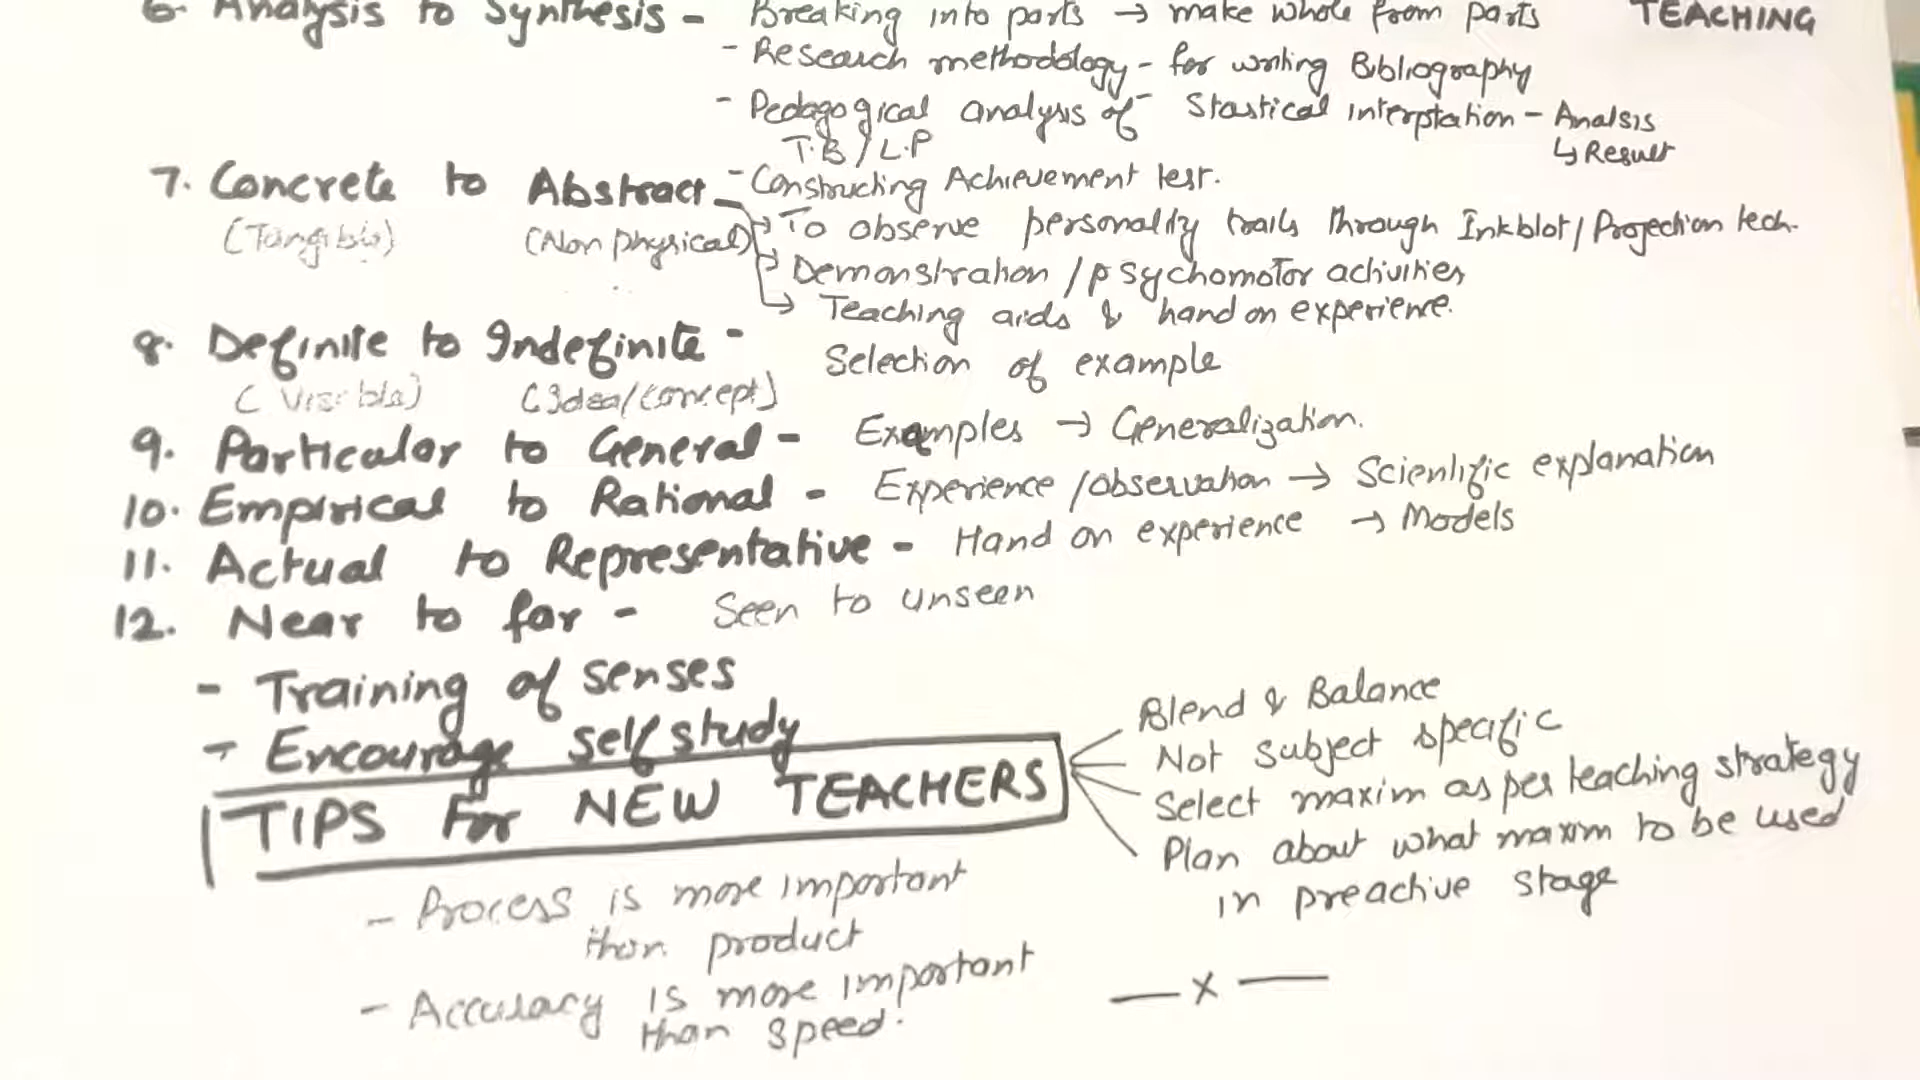 6. Analysis to Synthesis - Breaking into parts → make whole from parts
TEACHING
- Research methodology - for writing Bibliography
- Pedagogical analysis of T.B/L.P
- Stastical interptation - Analsis
↳ Result
7. Concrete to Abstract - Constructing Achievement test.
(Tangible) (Non physical)
→ To observe personality traits through Inkblot/Projection tech.
→ Demonstration/psychomotor activities
→ Teaching aids & hand on experience.
8. Definite to Indefinite - Selection of example
(Visible) (Idea/Concept)
9. Particular to General - Examples → Generalization.
10. Empirical to Rational - Experience/observation → Scientific explanation
11. Actual to Representative - Hand on experience → Models
12. Near to far - Seen to unseen
- Training of senses
- Encourage self study
TIPS For NEW TEACHERS
Blend & Balance
Not subject specific
Select maxim as per teaching strategy
Plan about what maxim to be used
in preactive stage
- Process is more important
than product
- Accuracy is more important
than speed.
— x —